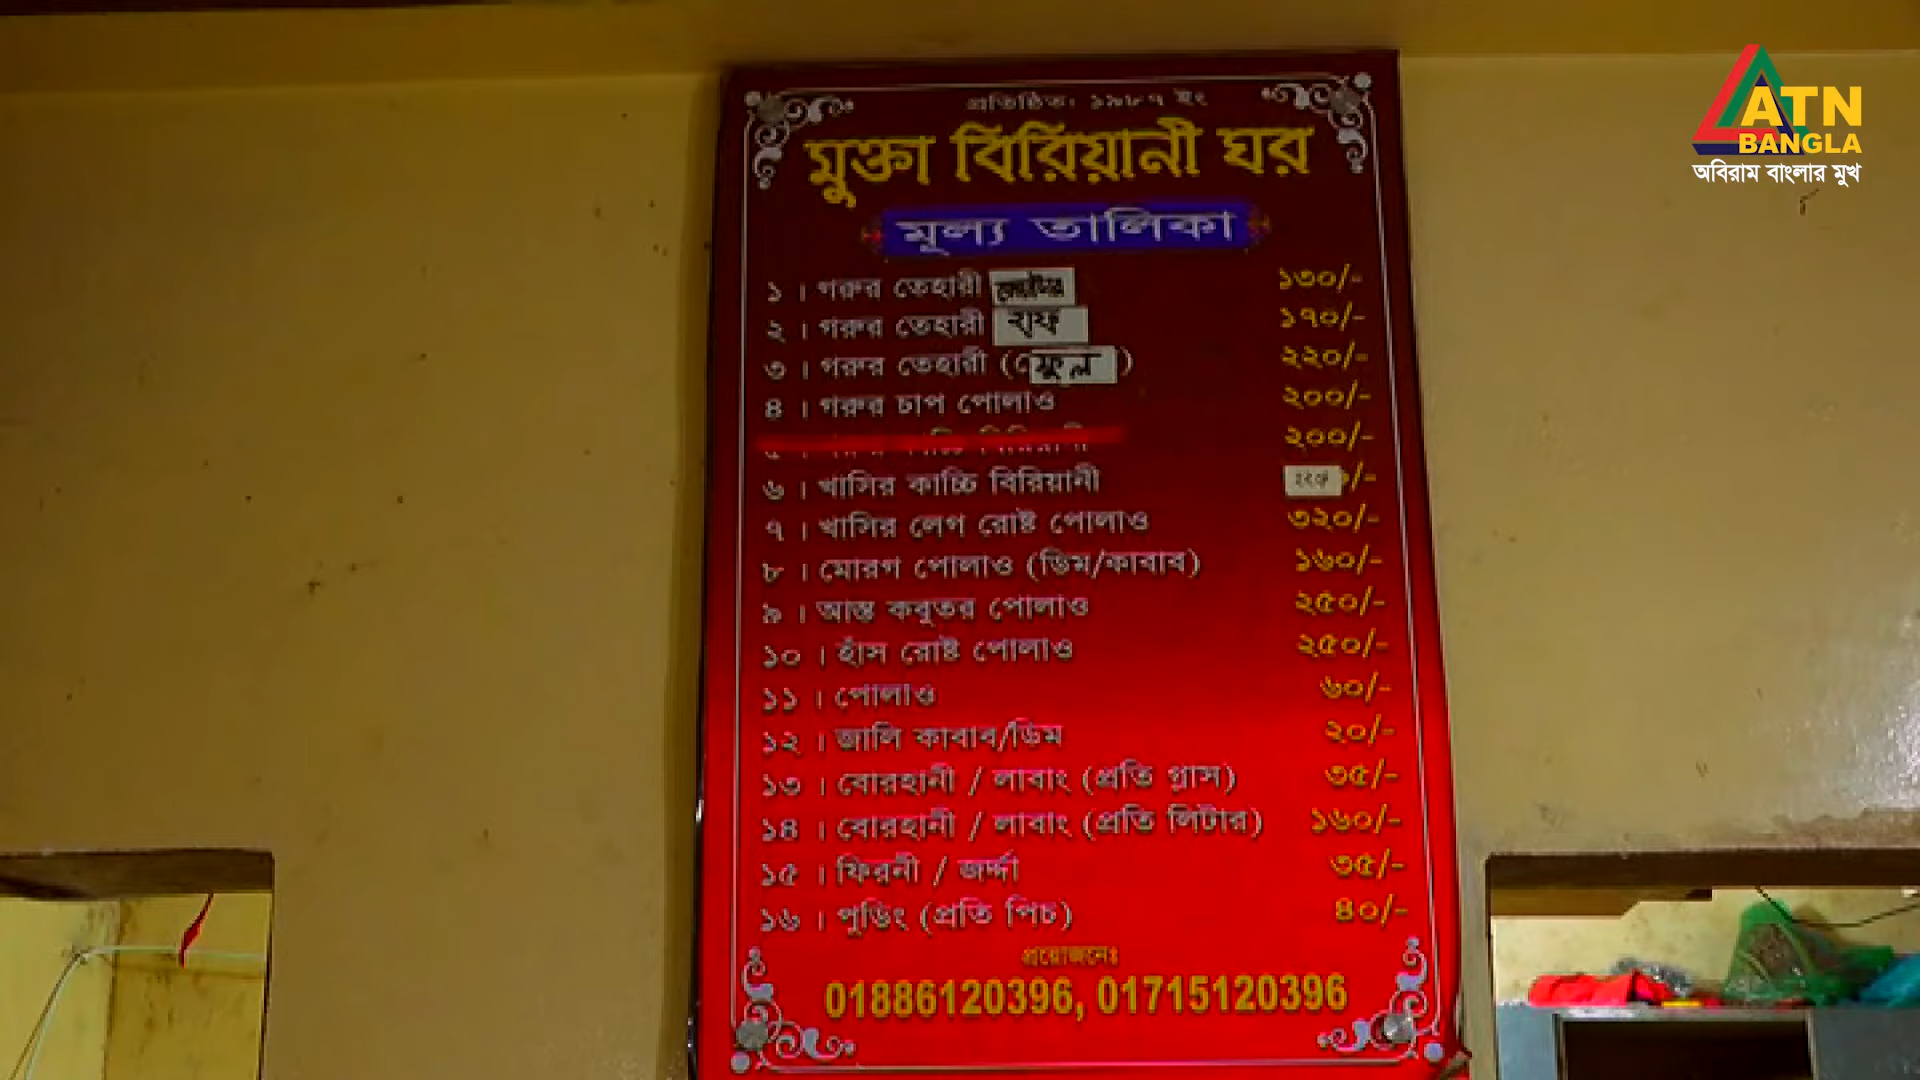 ATN
BANGLA
অবিরাম বাংলার মুখ
প্রতিষ্ঠিত: ১৯৮৭ ইং
মুক্তা বিরিয়ানী ঘর
মূল্য তালিকা
১ । গরুর তেহারী ১৩০/-
২ । গরুর তেহারী হাফ ১৭০/-
৩ । গরুর তেহারী (ফুল) ২২০/-
৪ । গরুর চাপ পোলাও ২০০/-
৫ । কাচ্চি বিরিয়ানী ২০০/-
৬ । খাসির কাচ্চি বিরিয়ানী /-
৭ । খাসির লেগ রোষ্ট পোলাও ৩২০/-
৮ । মোরগ পোলাও (ডিম/কাবাব) ১৬০/-
৯ । আস্ত কবুতর পোলাও ২৫০/-
১০ । হাঁস রোষ্ট পোলাও ২৫০/-
১১ । পোলাও ৬০/-
১২ । জালি কাবাব/ডিম ২০/-
১৩ । বোরহানী / লাবাং (প্রতি গ্লাস) ৩৫/-
১৪ । বোরহানী / লাবাং (প্রতি লিটার) ১৬০/-
১৫ । ফিরনী / জর্দ্দা ৩৫/-
১৬ । পুডিং (প্রতি পিচ) ৪০/-
প্রয়োজনেঃ
01886120396, 01715120396